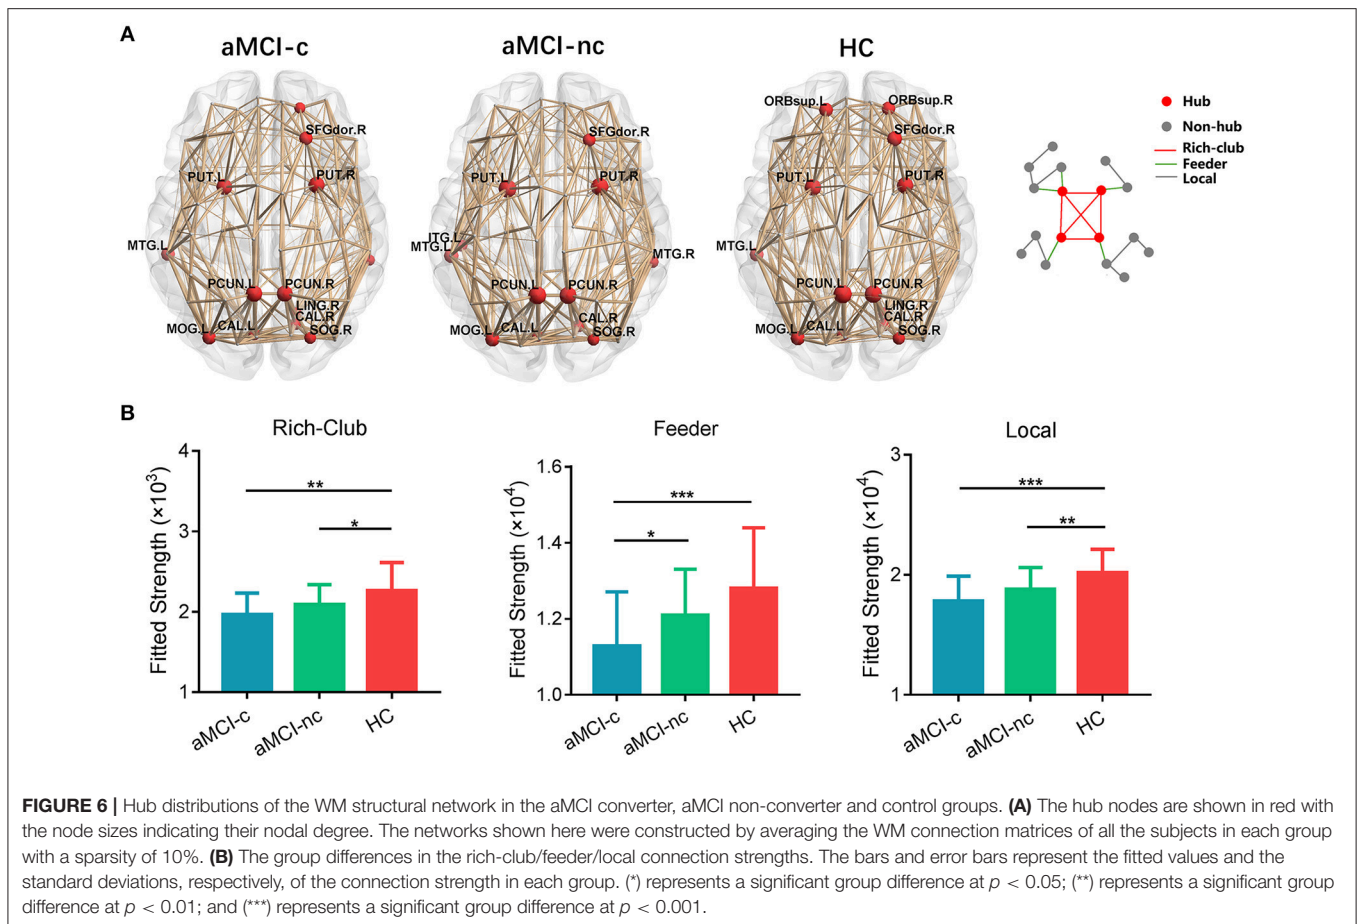 A
aMCI-c
aMCI-nc
HC
SFGdor.R
PUT.L
PUT.R
MTG.L
PCUN.L
PCUN.R
LING.R
CAL.R
MOG.L
CAL.L
SOG.R
SFGdor.R
PUT.L
PUT.R
ITG.L
MTG.L
MTG.R
PCUN.L
PCUN.R
CAL.R
MOG.L
CAL.L
SOG.R
ORBsup.L
ORBsup.R
SFGdor.R
PUT.L
PUT.R
MTG.L
PCUN.L
PCUN.R
LING.R
CAL.R
MOG.L
CAL.L
SOG.R
Hub
Non-hub
Rich-club
Feeder
Local
B
Rich-Club
Fitted Strength (×10³)
4
3
2
1
**
*
aMCI-c
aMCI-nc
HC
Feeder
Fitted Strength (×10⁴)
1.6
1.4
1.2
1.0
***
*
aMCI-c
aMCI-nc
HC
Local
Fitted Strength (×10⁴)
3
2
1
***
**
aMCI-c
aMCI-nc
HC
FIGURE 6 | Hub distributions of the WM structural network in the aMCI converter, aMCI non-converter and control groups. (A) The hub nodes are shown in red with
the node sizes indicating their nodal degree. The networks shown here were constructed by averaging the WM connection matrices of all the subjects in each group
with a sparsity of 10%. (B) The group differences in the rich-club/feeder/local connection strengths. The bars and error bars represent the fitted values and the
standard deviations, respectively, of the connection strength in each group. (*) represents a significant group difference at p < 0.05; (**) represents a significant group
difference at p < 0.01; and (***) represents a significant group difference at p < 0.001.